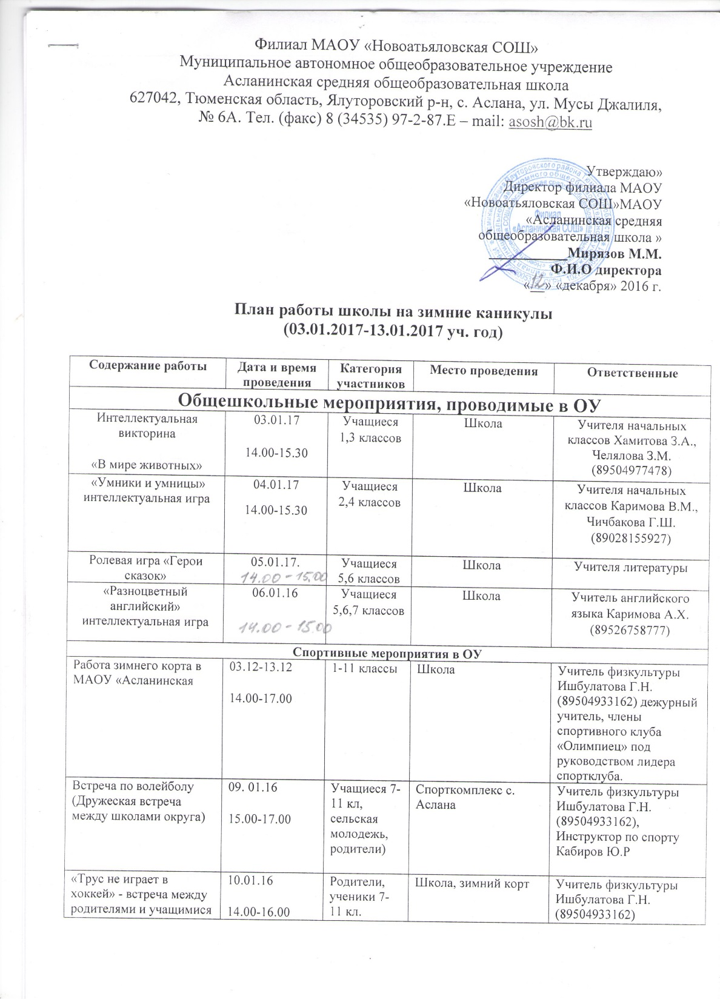 Филиал МАОУ «Новоатьяловская СОШ»
Муниципальное автономное общеобразовательное учреждение
Асланинская средняя общеобразовательная школа
627042, Тюменская область, Ялуторовский р-н, с. Аслана, ул. Мусы Джалиля,
№ 6А. Тел. (факс) 8 (34535) 97-2-87.Е – mail: asosh@bk.ru
Утверждаю»
Директор филиала МАОУ
«Новоатьяловская СОШ»МАОУ
«Асланинская средняя
общеобразовательная школа »
___________Мирязов М.М.
Ф.И.О директора
«12» «декабря» 2016 г.
Филиал
«Асланинская СОШ»
План работы школы на зимние каникулы
(03.01.2017-13.01.2017 уч. год)
Содержание работы
Дата и время
проведения
Категория
участников
Место проведения
Ответственные
Общешкольные мероприятия, проводимые в ОУ
Интеллектуальная
викторина
«В мире животных»
03.01.17
14.00-15.30
Учащиеся
1,3 классов
Школа
Учителя начальных
классов Хамитова З.А.,
Челялова З.М.
(89504977478)
«Умники и умницы»
интеллектуальная игра
04.01.17
14.00-15.30
Учащиеся
2,4 классов
Школа
Учителя начальных
классов Каримова В.М.,
Чичбакова Г.Ш.
(89028155927)
Ролевая игра «Герои
сказок»
05.01.17.
14.00-15.00
Учащиеся
5,6 классов
Школа
Учителя литературы
«Разноцветный
английский»
интеллектуальная игра
06.01.16
14.00-15.00
Учащиеся
5,6,7 классов
Школа
Учитель английского
языка Каримова А.Х.
(89526758777)
Спортивные мероприятия в ОУ
Работа зимнего корта в
МАОУ «Асланинская
03.12-13.12
14.00-17.00
1-11 классы
Школа
Учитель физкультуры
Ишбулатова Г.Н.
(89504933162) дежурный
учитель, члены
спортивного клуба
«Олимпиец» под
руководством лидера
спортклуба.
Встреча по волейболу
(Дружеская встреча
между школами округа)
09. 01.16
15.00-17.00
Учащиеся 7-
11 кл,
сельская
молодежь,
родители)
Спорткомплекс с.
Аслана
Учитель физкультуры
Ишбулатова Г.Н.
(89504933162),
Инструктор по спорту
Кабиров Ю.Р
«Трус не играет в
хоккей» - встреча между
родителями и учащимися
10.01.16
14.00-16.00
Родители,
ученики 7-
11 кл.
Школа, зимний корт
Учитель физкультуры
Ишбулатова Г.Н.
(89504933162)